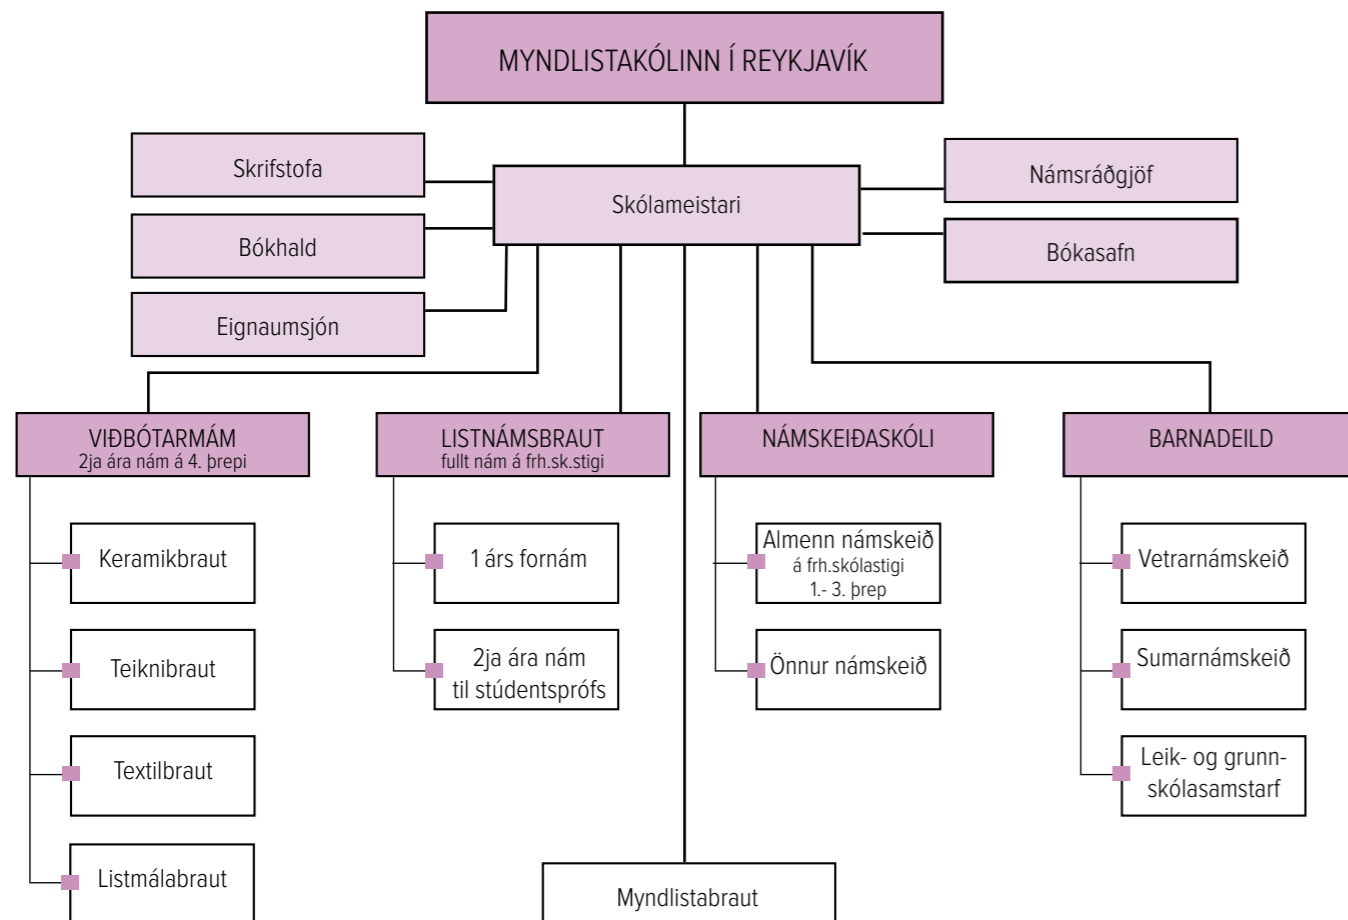 MYNDLISTAKÓLINN Í REYKJAVÍK
Skrifstofa
Bókhald
Eignaumsjón
Skólameistari
Námsráðgjöf
Bókasafn
VIÐBÓTARMÁM
2ja ára nám á 4. þrepi
Keramikbraut
Teiknibraut
Textilbraut
Listmálabraut
LISTNÁMSBRAUT
fullt nám á frh.sk.stigi
1 árs fornám
2ja ára nám
til stúdentsprófs
Myndlistabraut
NÁMSKEIÐASKÓLI
Almenn námskeið
á frh.skólastigi
1.- 3. þrep
Önnur námskeið
BARNADEILD
Vetrarnámskeið
Sumarnámskeið
Leik- og grunn-
skólasamstarf